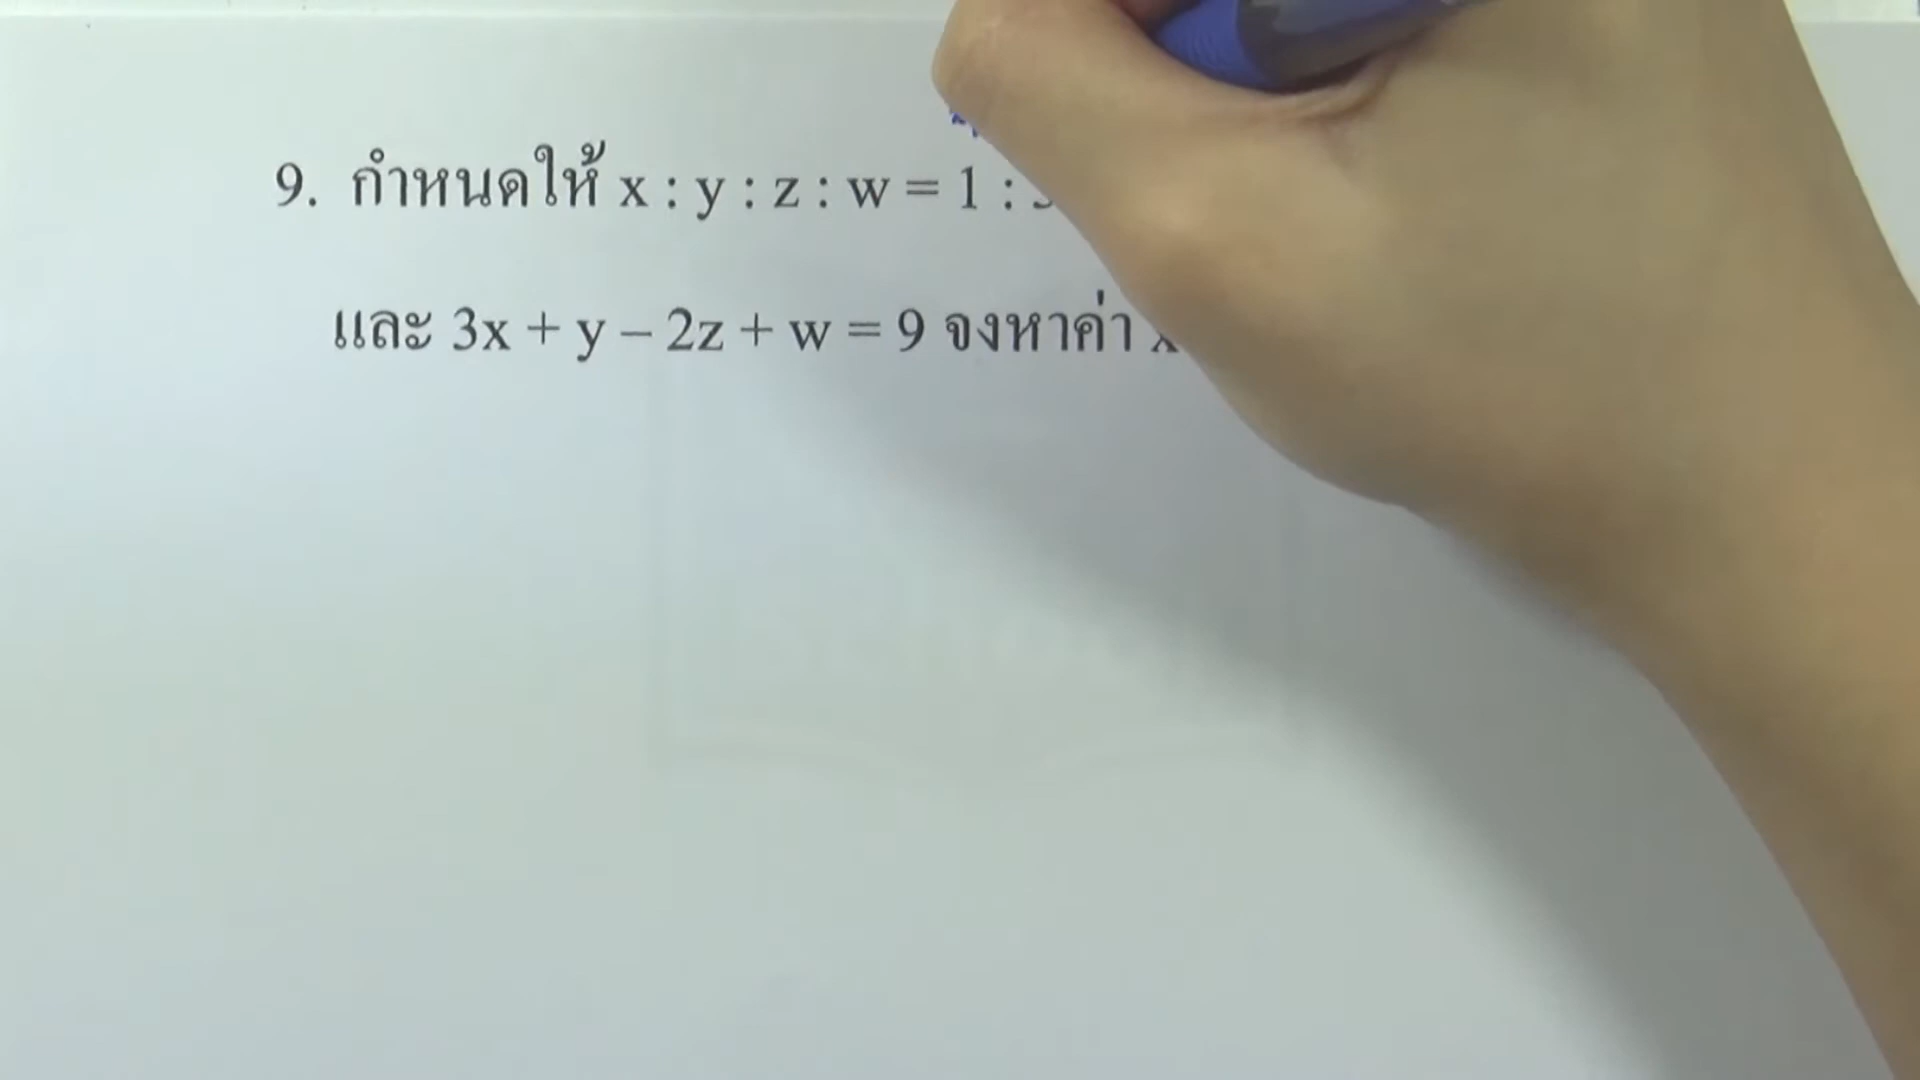 9. กำหนดให้ x : y : z : w = 1 :
และ 3x + y – 2z + w = 9 จงหาค่า x